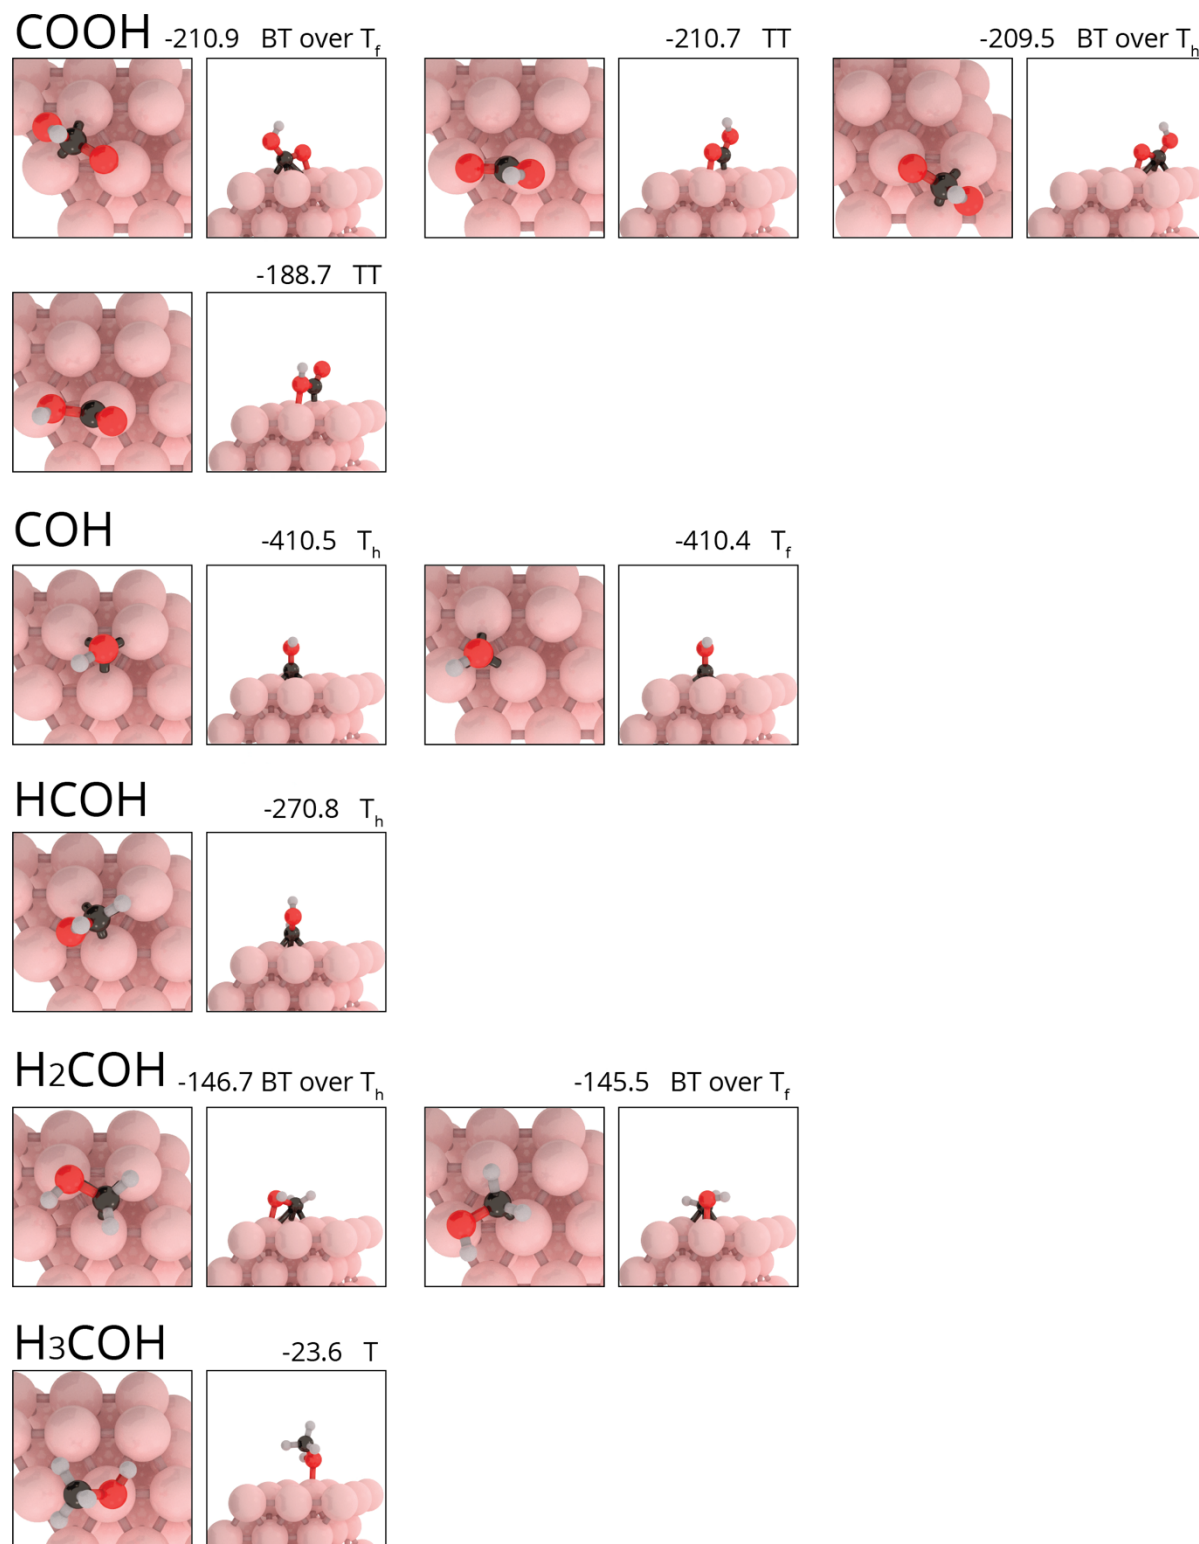 COOH -210.9 BT over Tf -210.7 TT -209.5 BT over Th
-188.7 TT
COH -410.5 Th -410.4 Tf
HCOH -270.8 Th
H2COH -146.7 BT over Th -145.5 BT over Tf
H3COH -23.6 T